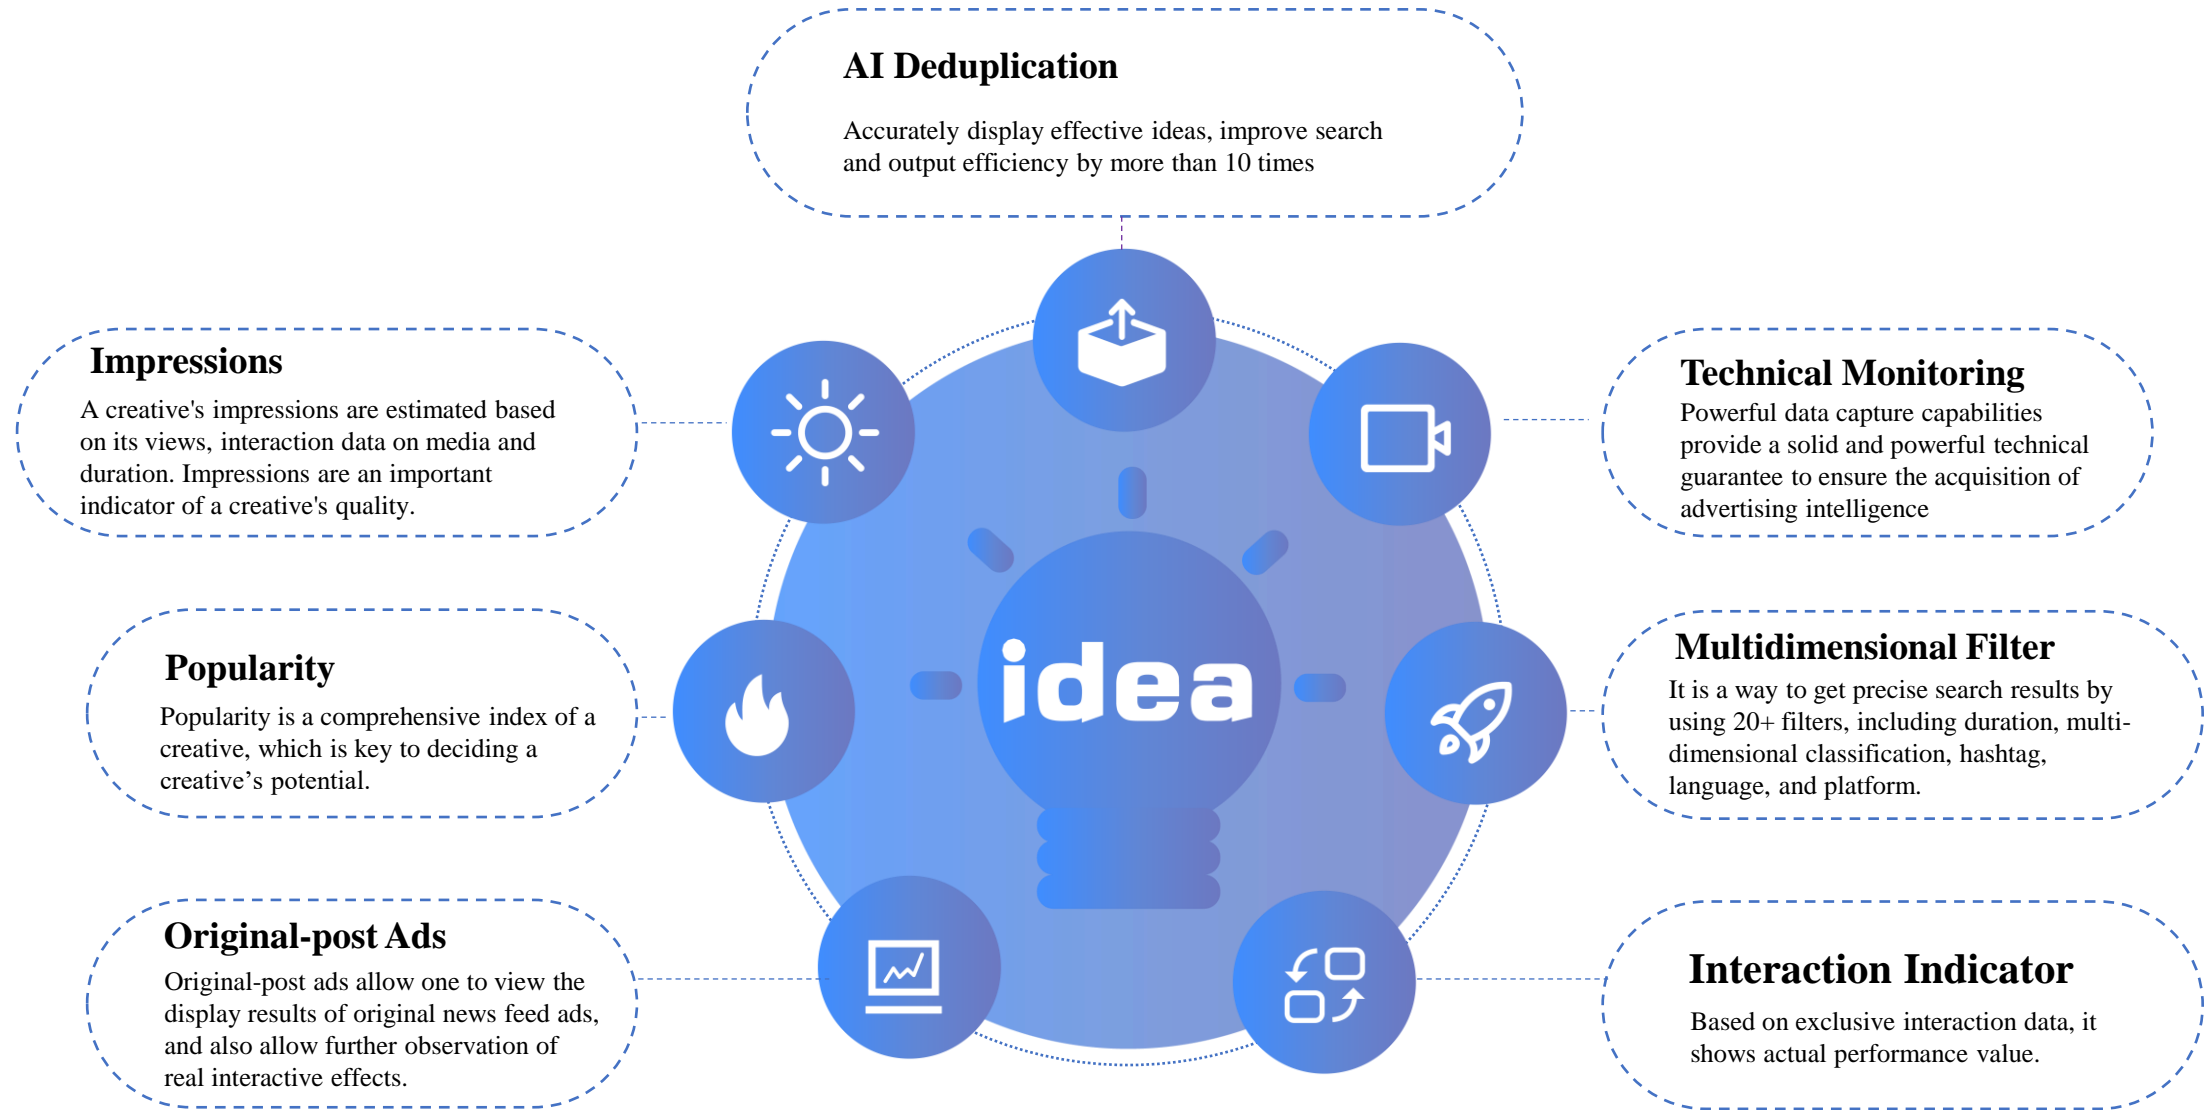 AI Deduplication
Accurately display effective ideas, improve search
and output efficiency by more than 10 times
Impressions
A creative's impressions are estimated based
on its views, interaction data on media and
duration. Impressions are an important
indicator of a creative's quality.
Technical Monitoring
Powerful data capture capabilities
provide a solid and powerful technical
guarantee to ensure the acquisition of
advertising intelligence
idea
Popularity
Popularity is a comprehensive index of a
creative, which is key to deciding a
creative’s potential.
Multidimensional Filter
It is a way to get precise search results by
using 20+ filters, including duration, multi-
dimensional classification, hashtag,
language, and platform.
Original-post Ads
Original-post ads allow one to view the
display results of original news feed ads,
and also allow further observation of
real interactive effects.
Interaction Indicator
Based on exclusive interaction data, it
shows actual performance value.